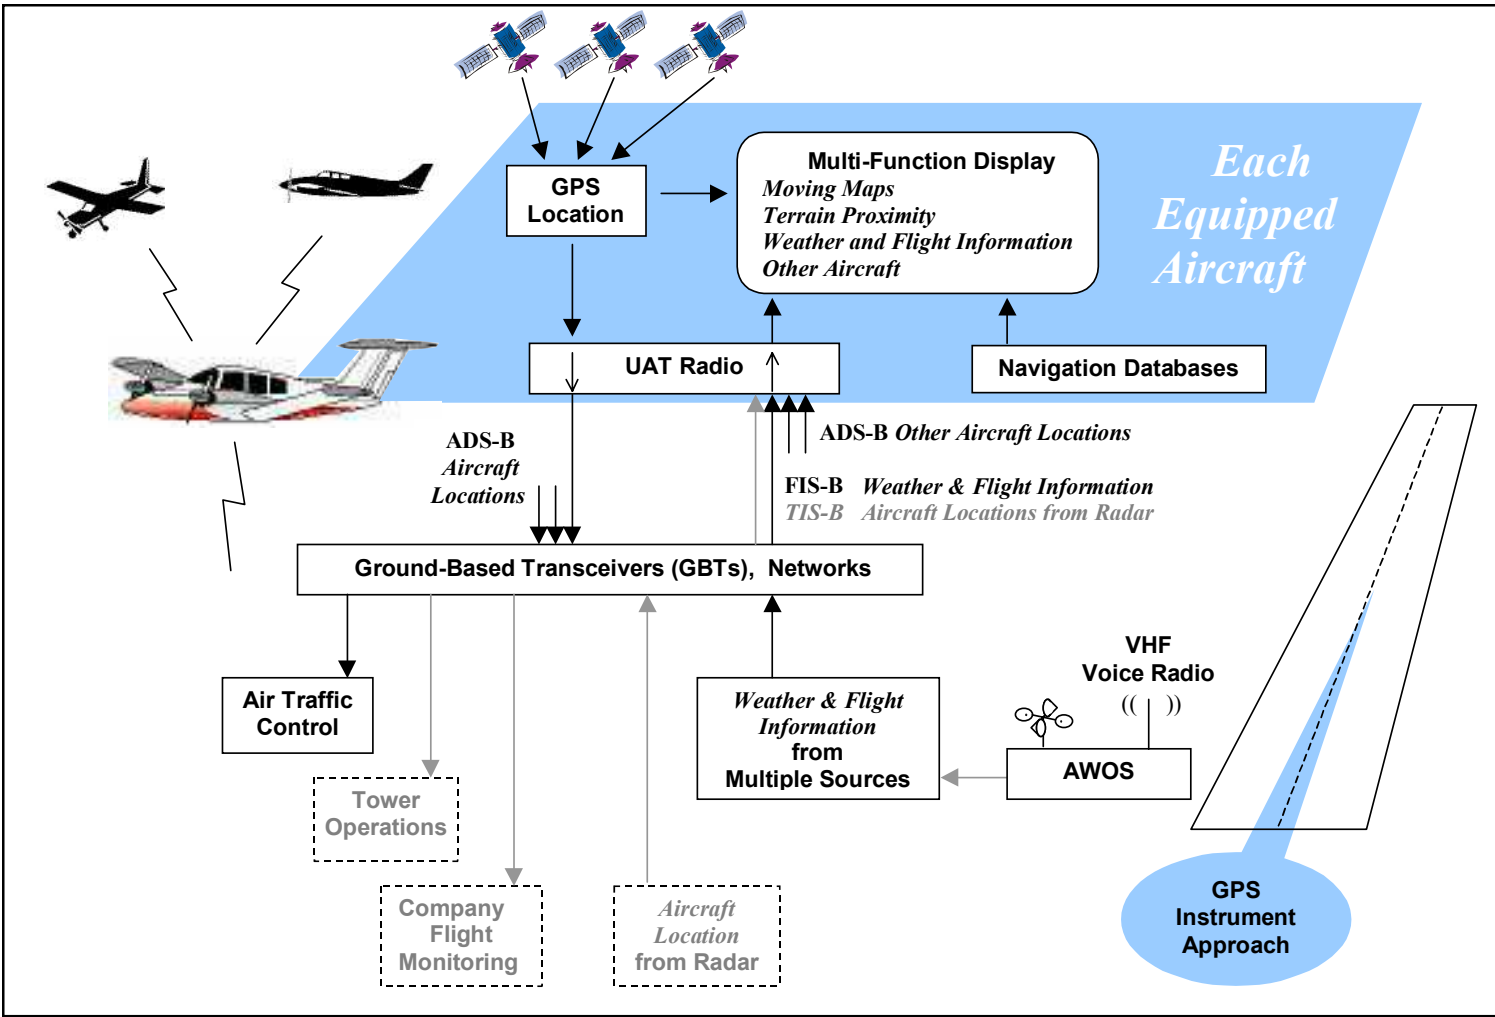 Multi-Function Display
Moving Maps
Terrain Proximity
Weather and Flight Information
Other Aircraft
Each
Equipped
Aircraft
GPS
Location
UAT Radio
Navigation Databases
ADS-B
Aircraft
Locations
ADS-B Other Aircraft Locations
FIS-B Weather & Flight Information
TIS-B Aircraft Locations from Radar
Ground-Based Transceivers (GBTs), Networks
Air Traffic
Control
Weather & Flight
Information
from
Multiple Sources
VHF
Voice Radio
(( ))
AWOS
Tower
Operations
Company
Flight
Monitoring
Aircraft
Location
from Radar
GPS
Instrument
Approach